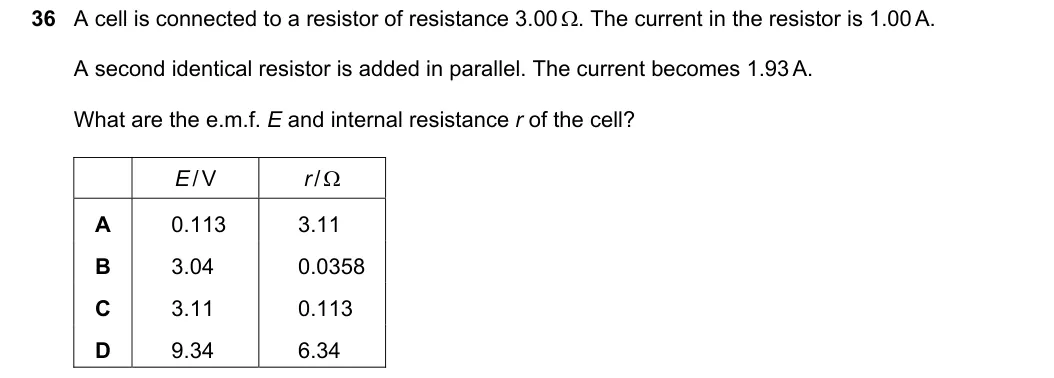 36 A cell is connected to a resistor of resistance 3.00 Ω. The current in the resistor is 1.00 A.
A second identical resistor is added in parallel. The current becomes 1.93 A.
What are the e.m.f. E and internal resistance r of the cell?
E / V r / Ω
A 0.113 3.11
B 3.04 0.0358
C 3.11 0.113
D 9.34 6.34